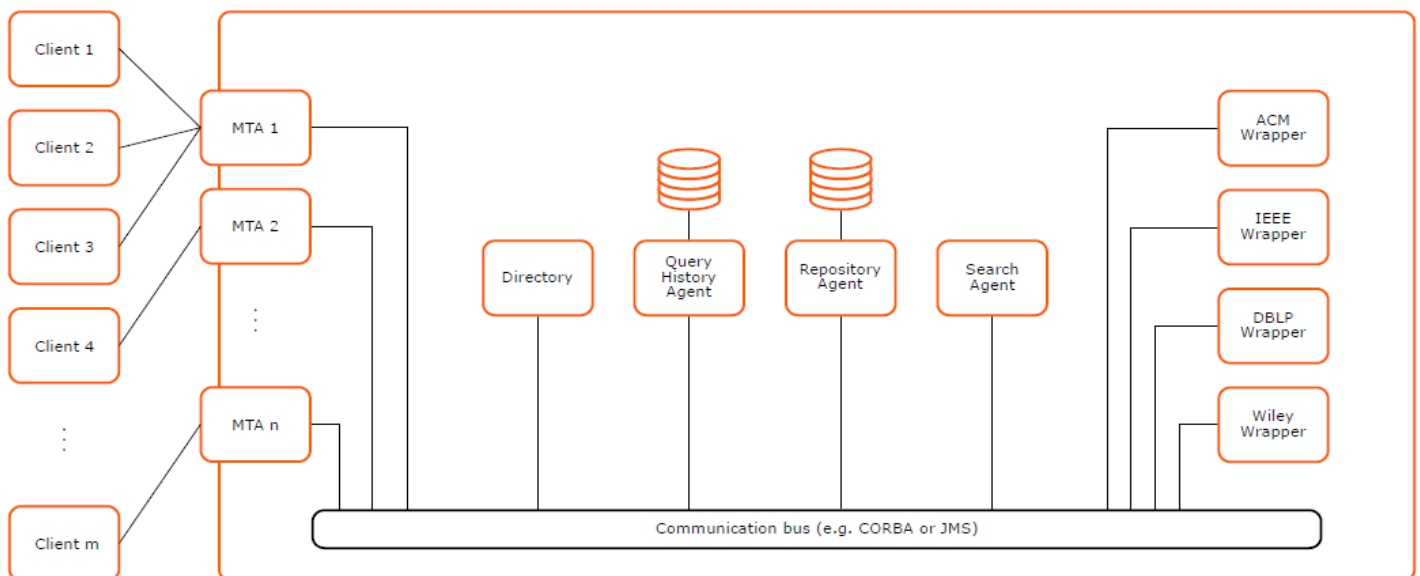 Client 1
Client 2
Client 3
Client 4
⋮
Client m
MTA 1
MTA 2
⋮
MTA n
Directory
Query
History
Agent
Repository
Agent
Search
Agent
ACM
Wrapper
IEEE
Wrapper
DBLP
Wrapper
Wiley
Wrapper
Communication bus (e.g. CORBA or JMS)